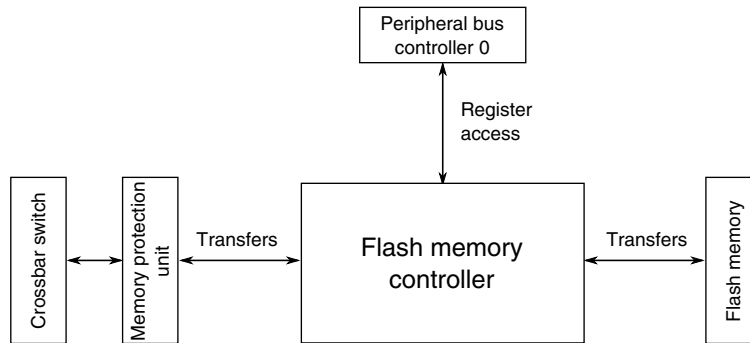 Peripheral bus
controller 0
Register
access
Crossbar switch
Memory protection
unit
Transfers
Flash memory
controller
Transfers
Flash memory